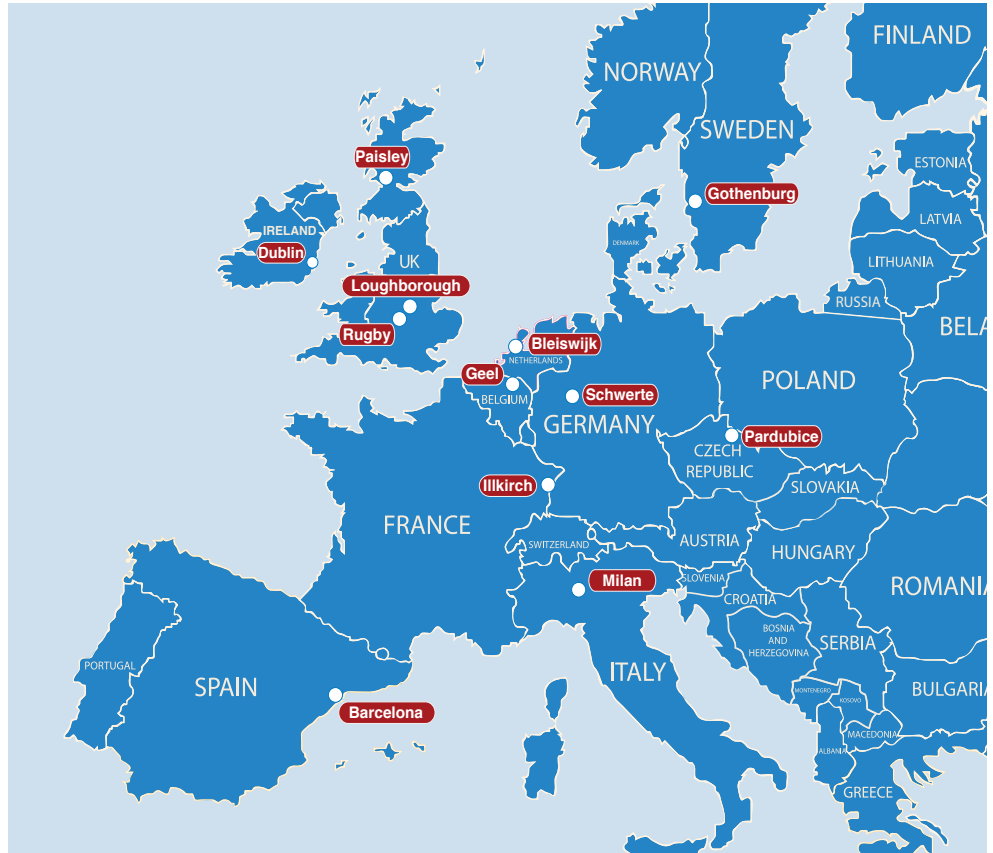 FINLAND
NORWAY
SWEDEN
Paisley
ESTONIA
Gothenburg
LATVIA
IRELAND
DENMARK
Dublin
UK
LITHUANIA
Loughborough
RUSSIA
Rugby
BELA
Bleiswijk
NETHERLANDS
Geel
POLAND
BELGIUM
Schwerte
GERMANY
Pardubice
CZECH
REPUBLIC
Illkirch
SLOVAKIA
FRANCE
SWITZERLAND
AUSTRIA
HUNGARY
Milan
SLOVENIA
ROMANIA
CROATIA
BOSNIA
AND
HERZEGOVINA
SERBIA
PORTUGAL
ITALY
SPAIN
MONTENEGRO
KOSOVO
BULGARIA
Barcelona
MACEDONIA
ALBANIA
GREECE